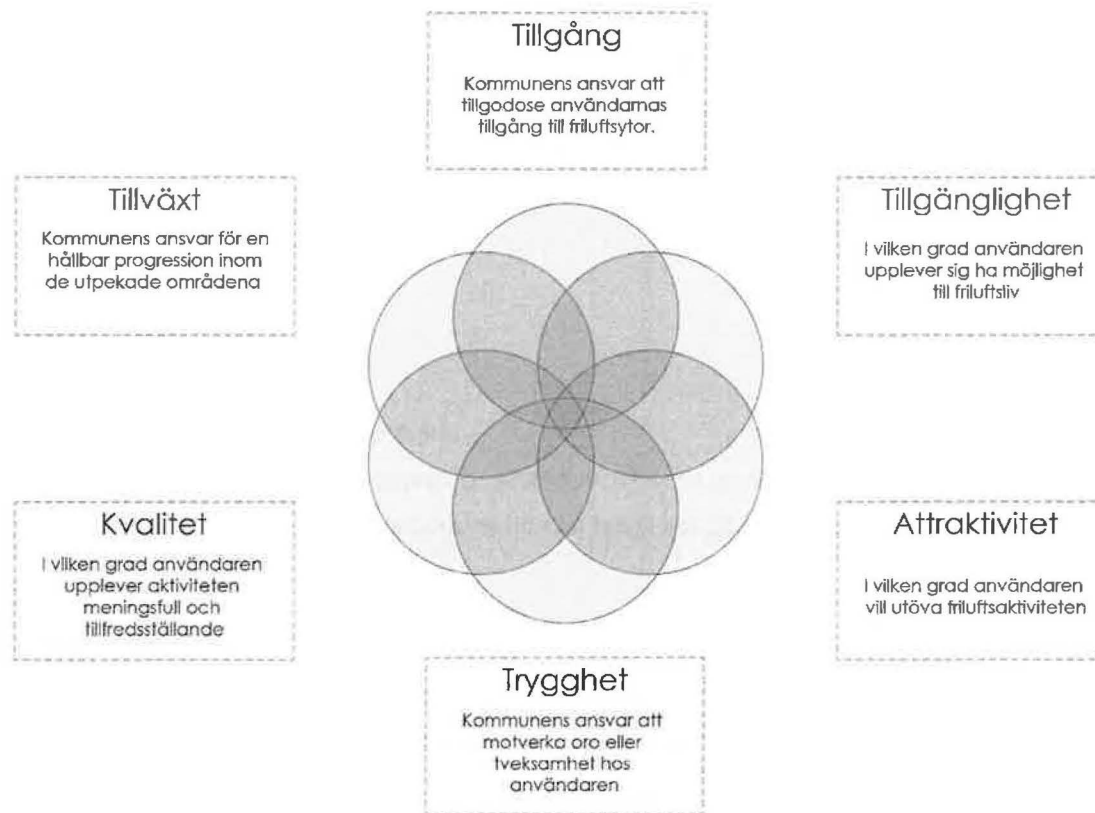 Tillgång
Kommunens ansvar att
tillgodose användarnas
tillgång till friluftsytor.
Tillväxt
Kommunens ansvar för en
hållbar progression inom
de utpekade områdena
Tillgänglighet
I vilken grad användaren
upplever sig ha möjlighet
till friluftsliv
Kvalitet
I vilken grad användaren
upplever aktiviteten
meningsfull och
tillfredsställande
Attraktivitet
I vilken grad användaren
vill utöva friluftsaktiviteten
Trygghet
Kommunens ansvar att
motverka oro eller
tveksamhet hos
användaren